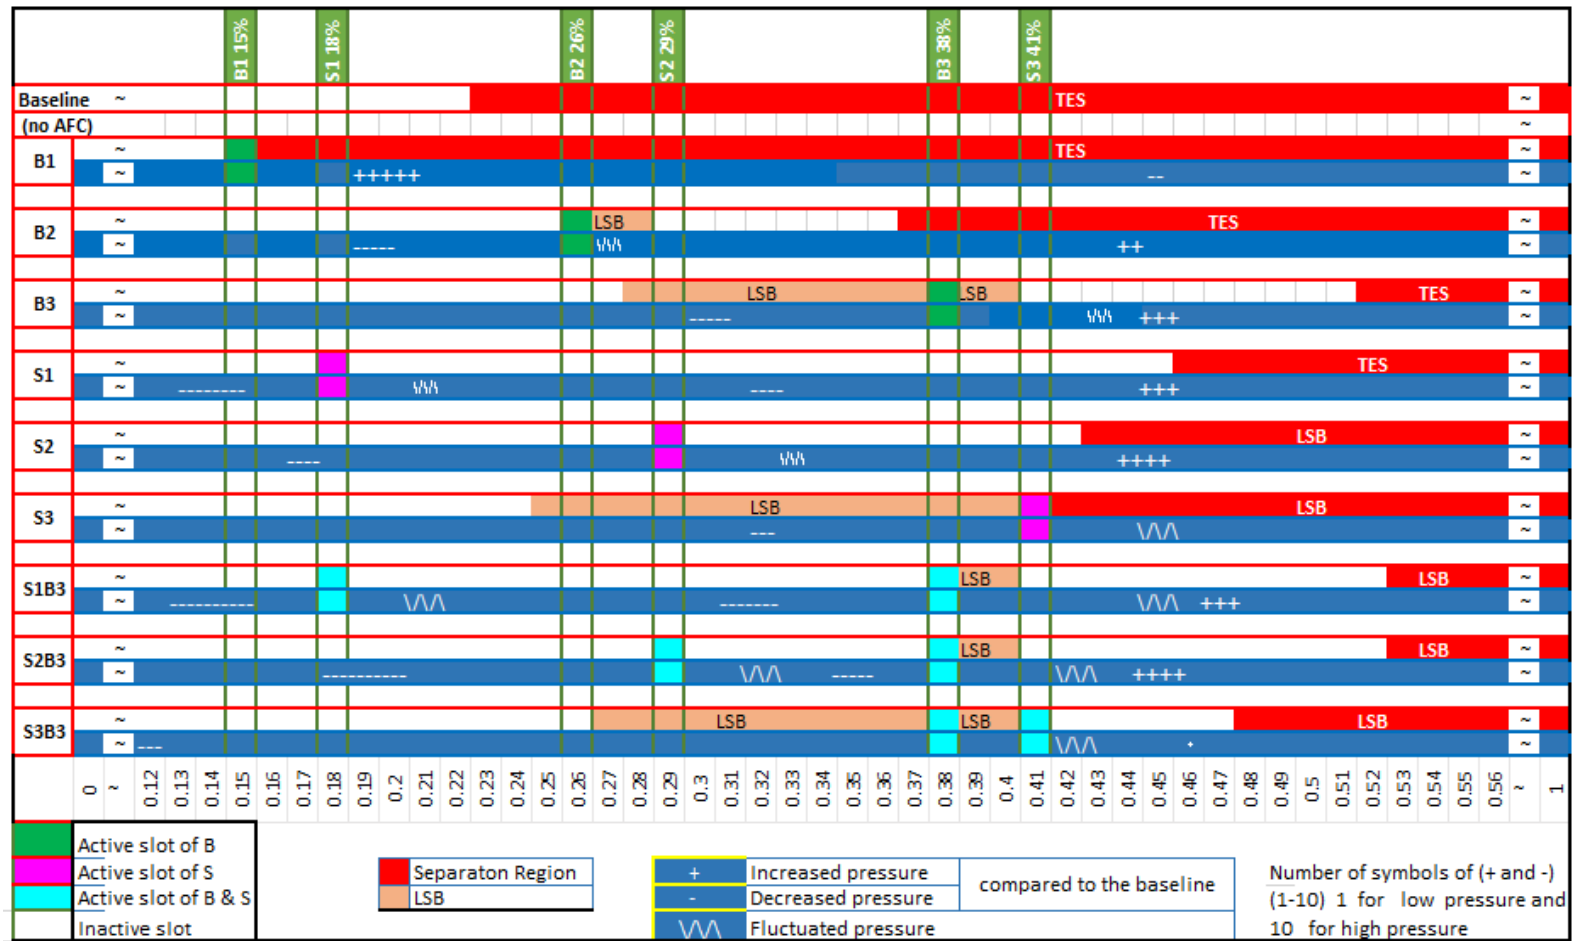 B1 15%
S1 18%
B2 26%
S2 29%
B3 38%
S3 41%
Baseline ~ TES ~
(no AFC) ~
B1 ~ TES ~
~ +++++ -- ~
B2 ~ LSB TES ~
~ ----- \/\/\ ++ ~
B3 ~ LSB LSB TES ~
~ ----- \/\/\ +++ ~
S1 ~ TES ~
~ -------- \/\/\ ---- +++ ~
S2 ~ LSB ~
~ ---- \/\/\ ++++ ~
S3 ~ LSB LSB ~
~ --- \/\/\ ~
S1B3 ~ LSB LSB ~
~ ---------- \/\/\ ------- \/\/\ +++ ~
S2B3 ~ LSB LSB ~
~ ---------- \/\/\ ----- \/\/\ ++++ ~
S3B3 ~ LSB LSB LSB ~
~ --- \/\/\ + ~
0 ~ 0.12 0.13 0.14 0.15 0.16 0.17 0.18 0.19 0.2 0.21 0.22 0.23 0.24 0.25 0.26 0.27 0.28 0.29 0.3 0.31 0.32 0.33 0.34 0.35 0.36 0.37 0.38 0.39 0.4 0.41 0.42 0.43 0.44 0.45 0.46 0.47 0.48 0.49 0.5 0.51 0.52 0.53 0.54 0.55 0.56 ~ 1
Active slot of B
Active slot of S
Active slot of B & S
Inactive slot
Separaton Region
LSB
+ Increased pressure
- Decreased pressure
compared to the baseline
\/\/\ Fluctuated pressure
Number of symbols of (+ and -)
(1-10) 1 for low pressure and
10 for high pressure